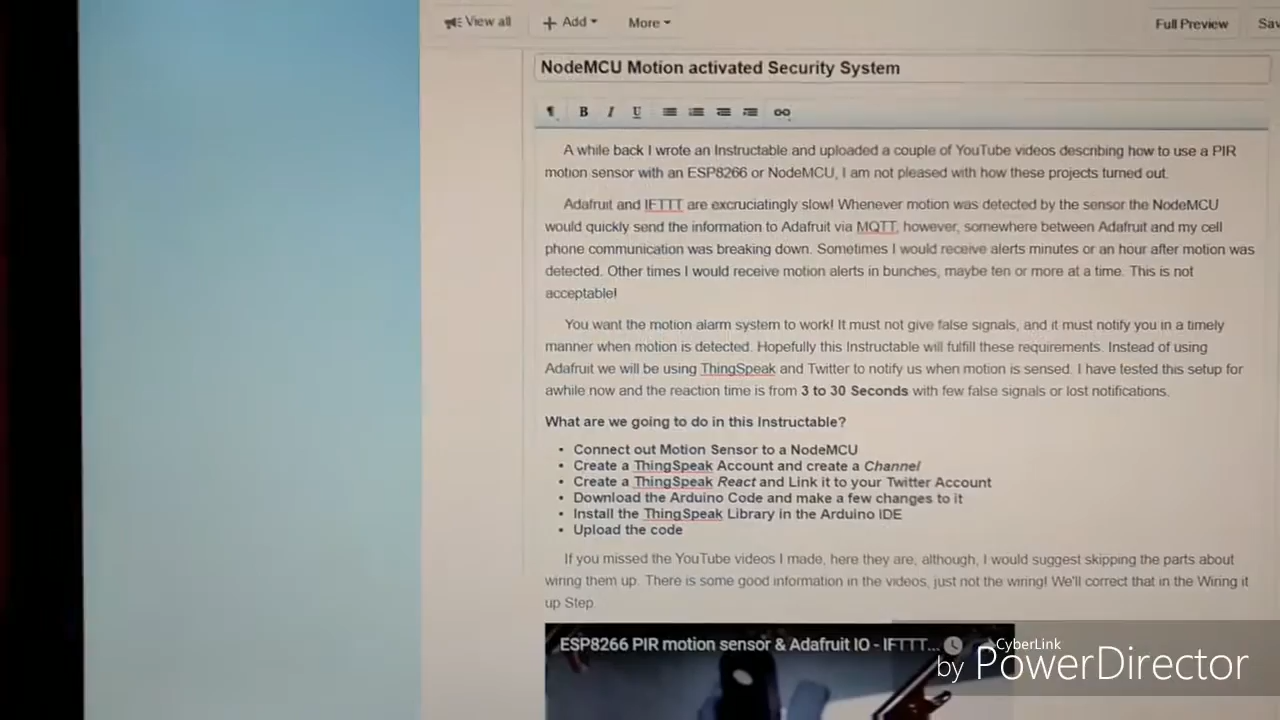 View all
Add
More
Full Preview
NodeMCU Motion activated Security System
B I U
A while back I wrote an Instructable and uploaded a couple of YouTube videos describing how to use a PIR
motion sensor with an ESP8266 or NodeMCU, I am not pleased with how these projects turned out.
Adafruit and IFTTT are excruciatingly slow! Whenever motion was detected by the sensor the NodeMCU
would quickly send the information to Adafruit via MQTT, however, somewhere between Adafruit and my cell
phone communication was breaking down. Sometimes I would receive alerts minutes or an hour after motion was
detected. Other times I would receive motion alerts in bunches, maybe ten or more at a time. This is not
acceptable!
You want the motion alarm system to work! It must not give false signals, and it must notify you in a timely
manner when motion is detected. Hopefully this Instructable will fulfill these requirements. Instead of using
Adafruit we will be using ThingSpeak and Twitter to notify us when motion is sensed. I have tested this setup for
awhile now and the reaction time is from 3 to 30 Seconds with few false signals or lost notifications.
What are we going to do in this Instructable?
• Connect out Motion Sensor to a NodeMCU
• Create a ThingSpeak Account and create a Channel
• Create a ThingSpeak React and Link it to your Twitter Account
• Download the Arduino Code and make a few changes to it
• Install the ThingSpeak Library in the Arduino IDE
• Upload the code
If you missed the YouTube videos I made, here they are, although, I would suggest skipping the parts about
wiring them up. There is some good information in the videos, just not the wiring! We'll correct that in the Wiring it
up Step
ESP8266 PIR motion sensor & Adafruit IO - IFTTT...
CyberLink
by PowerDirector